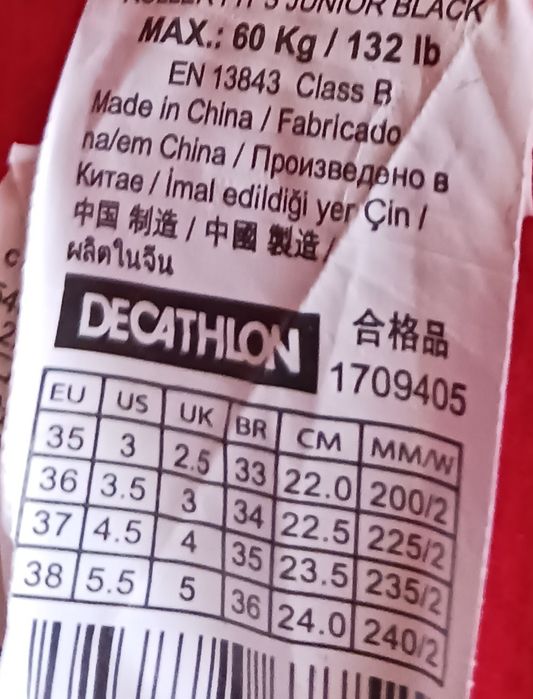 JUNIOR BLACK
MAX.: 60 Kg / 132 lb
EN 13843 Class B
Made in China / Fabricado
na/em China / Произведено в
Китае / İmal edildiği yer Çin /
中国 制造 / 中國 製造 /
ผลิตในจีน
DECATHLON 合格品
1709405
EU US UK BR CM MM/W
35 3 2.5 33 22.0 200/2
36 3.5 3 34 22.5 225/2
37 4.5 4 35 23.5 235/2
38 5.5 5 36 24.0 240/2